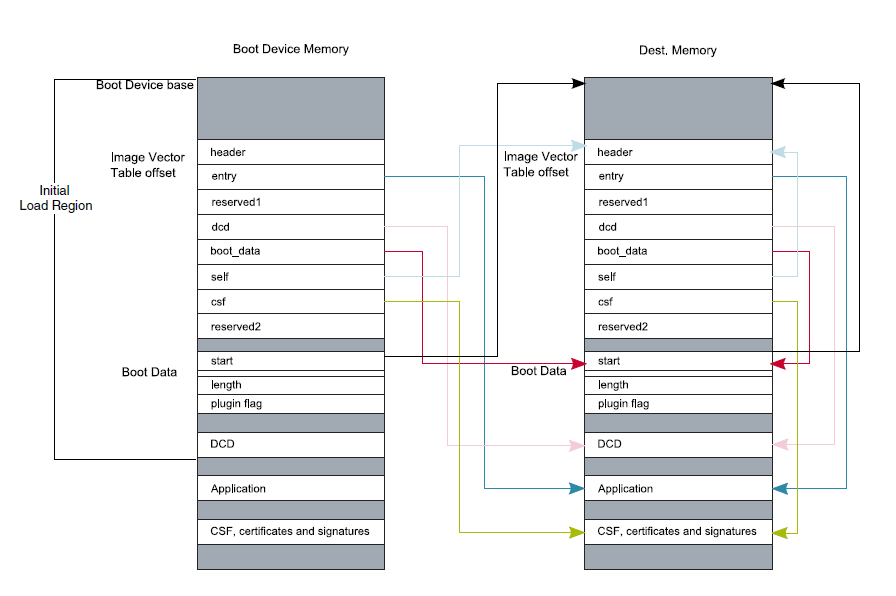 Boot Device Memory
Dest. Memory
Boot Device base
Image Vector
Table offset
Initial
Load Region
Boot Data
header
entry
reserved1
dcd
boot_data
self
csf
reserved2
start
length
plugin flag
DCD
Application
CSF, certificates and signatures
Image Vector
Table offset
Boot Data
header
entry
reserved1
dcd
boot_data
self
csf
reserved2
start
length
plugin flag
DCD
Application
CSF, certificates and signatures